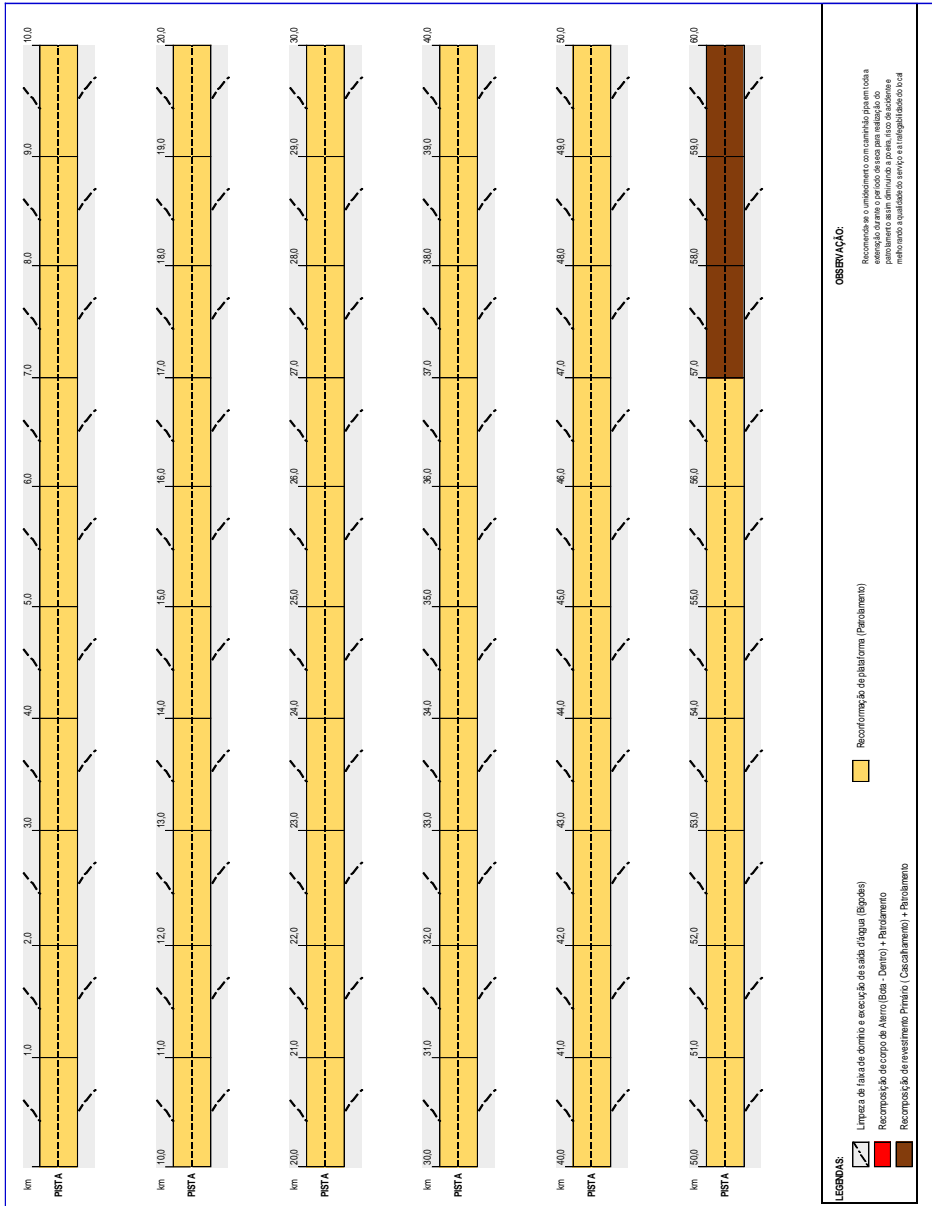 km 1,0 2,0 3,0 4,0 5,0 6,0 7,0 8,0 9,0 10,0
PISTA
km 10,0 11,0 12,0 13,0 14,0 15,0 16,0 17,0 18,0 19,0 20,0
PISTA
km 20,0 21,0 22,0 23,0 24,0 25,0 26,0 27,0 28,0 29,0 30,0
PISTA
km 30,0 31,0 32,0 33,0 34,0 35,0 36,0 37,0 38,0 39,0 40,0
PISTA
km 40,0 41,0 42,0 43,0 44,0 45,0 46,0 47,0 48,0 49,0 50,0
PISTA
km 50,0 51,0 52,0 53,0 54,0 55,0 56,0 57,0 58,0 59,0 60,0
PISTA
LEGENDAS:
Limpeza de faixa de domínio e execução de saída d'áqgua (Bigodes)
Recomposição de corpo de Aterro (Bota - Dentro) + Patrolamento
Recomposição de revestimento Primário ( Cascalhamento) + Patrolamento
Reconformação de plataforma (Patrolamento)
OBSERVAÇÃO:
Recomenda-se o umidecimento com caminhão pipa em toda a
extensção durante o período de seca para realização do
patrolamento assim diminuindo a poeira, risco de acidente e
melhorando a qualidade do serviço e a trafegabilidade do local